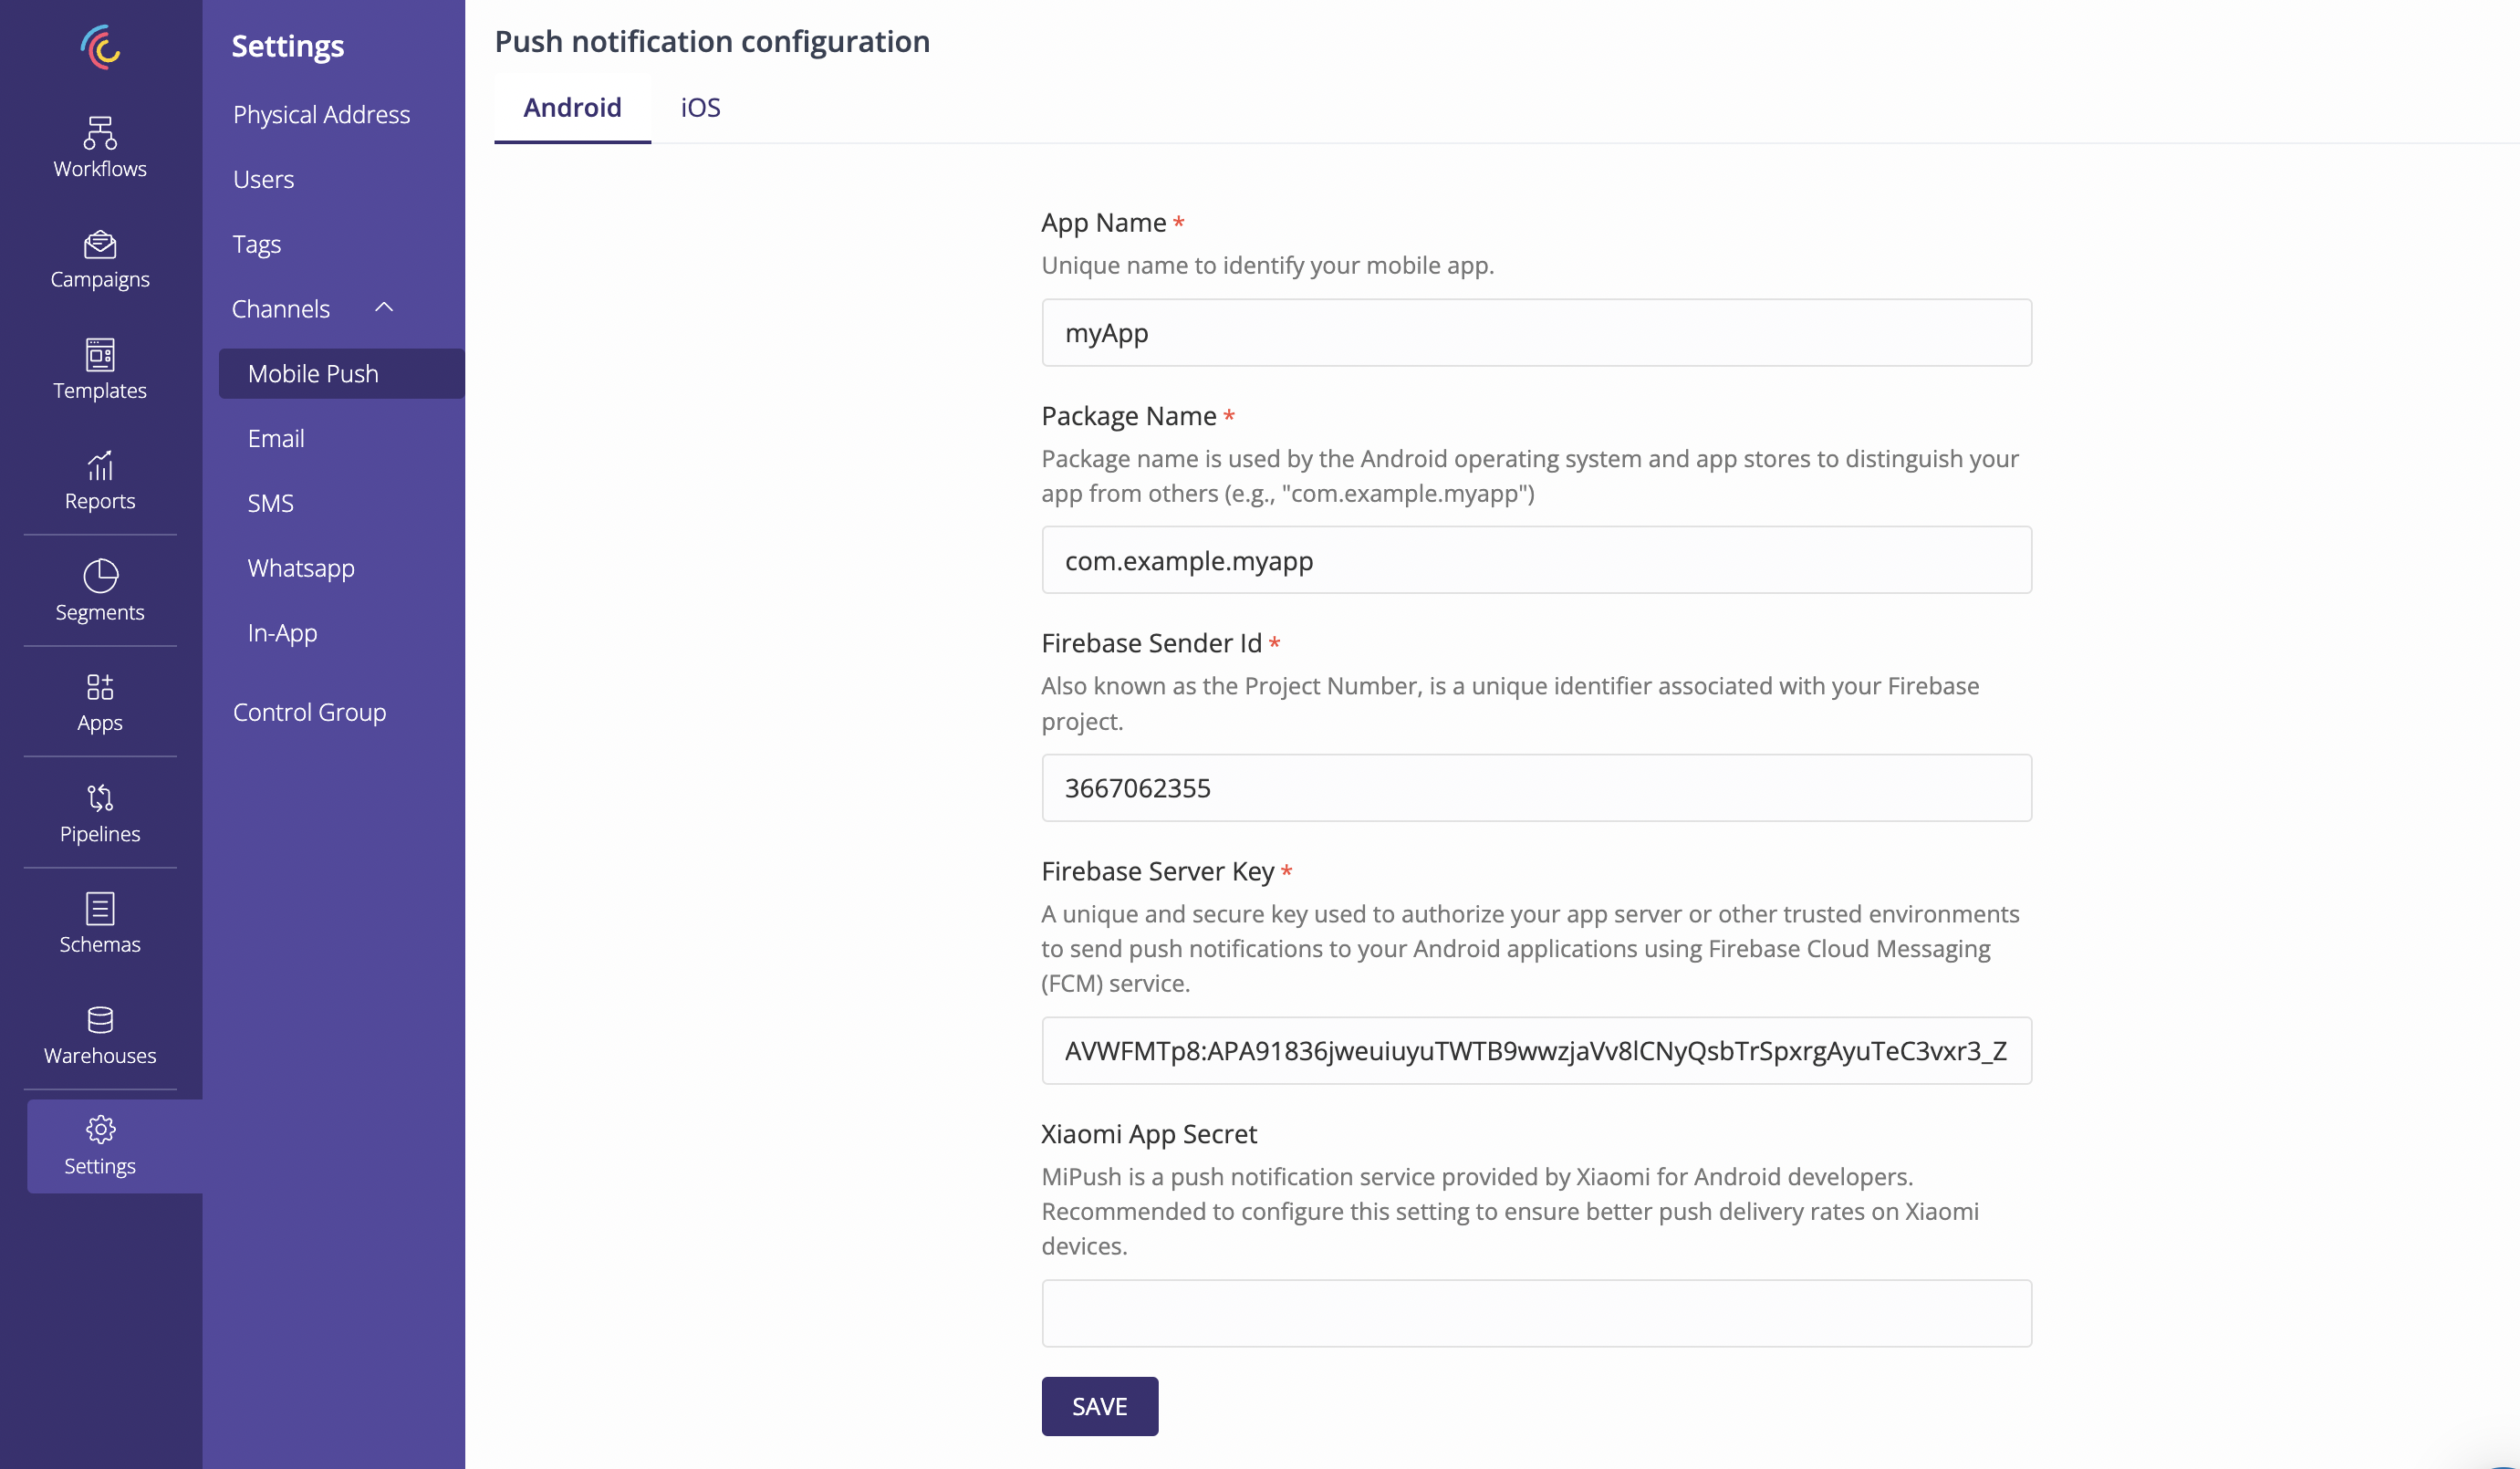 Workflows
Campaigns
Templates
Reports
Segments
Apps
Pipelines
Schemas
Warehouses
Settings
Settings
Physical Address
Users
Tags
Channels
Mobile Push
Email
SMS
Whatsapp
In-App
Control Group
Push notification configuration
Android iOS
App Name *
Unique name to identify your mobile app.
myApp
Package Name *
Package name is used by the Android operating system and app stores to distinguish your
app from others (e.g., "com.example.myapp")
com.example.myapp
Firebase Sender Id *
Also known as the Project Number, is a unique identifier associated with your Firebase
project.
3667062355
Firebase Server Key *
A unique and secure key used to authorize your app server or other trusted environments
to send push notifications to your Android applications using Firebase Cloud Messaging
(FCM) service.
AVWFMTp8:APA91836jweuiuyuTWTB9wwzjaVv8lCNyQsbTrSpxrgAyuTeC3vxr3_Z
Xiaomi App Secret
MiPush is a push notification service provided by Xiaomi for Android developers.
Recommended to configure this setting to ensure better push delivery rates on Xiaomi
devices.
SAVE